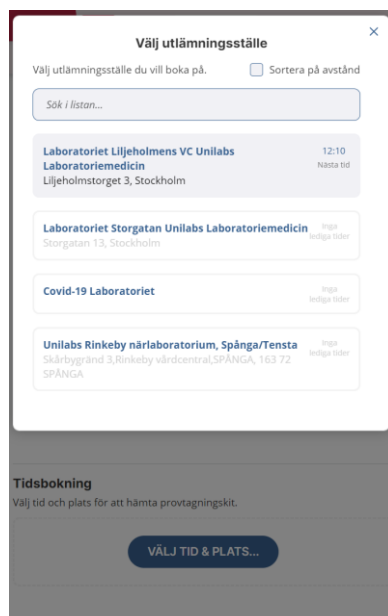 Välj utlämningsställe
Välj utlämningsställe du vill boka på.
Sortera på avstånd
Sök i listan...
Laboratoriet Liljeholmens VC Unilabs
Laboratoriemedicin
Liljeholmstorget 3, Stockholm
12:10
Nästa tid
Laboratoriet Storgatan Unilabs Laboratoriemedicin
Storgatan 13, Stockholm
Inga
lediga tider
Covid-19 Laboratoriet
Inga
lediga tider
Unilabs Rinkeby närlaboratorium, Spånga/Tensta
Skårbygränd 3,Rinkeby vårdcentral,SPÅNGA, 163 72
SPÅNGA
Inga
lediga tider
Tidsbokning
Välj tid och plats för att hämta provtagningskit.
VÄLJ TID & PLATS...